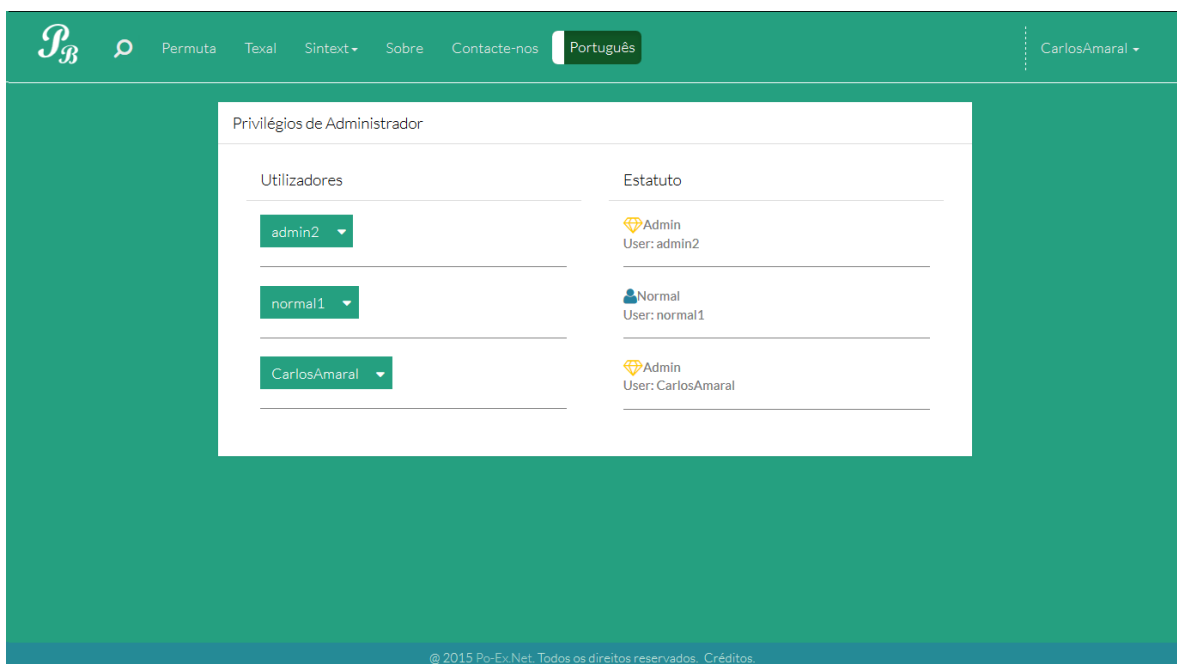 PB Permuta Texal Sintext Sobre Contacte-nos Português CarlosAmaral
Privilégios de Administrador
Utilizadores Estatuto
admin2 Admin
User: admin2
normal1 Normal
User: normal1
CarlosAmaral Admin
User: CarlosAmaral
@ 2015 Po-Ex.Net. Todos os direitos reservados. Créditos.